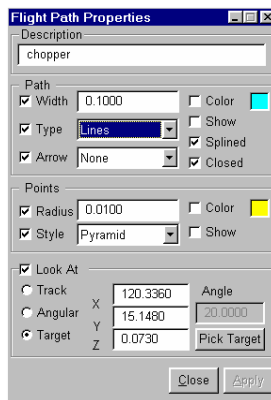 Flight Path Properties
Description
chopper
Path
Width 0.1000 Color
Type Lines Show
Splined
Arrow None Closed
Points
Radius 0.0100 Color
Style Pyramid Show
Look At
Track X 120.3360 Angle
Angular Y 15.1480 20.0000
Target Z 0.0730 Pick Target
Close Apply